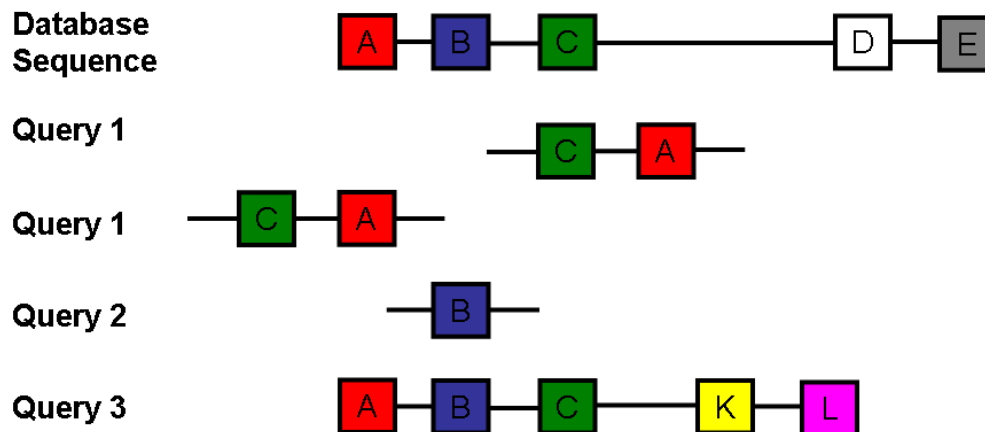 Database
Sequence
A B C D E
Query 1
C A
Query 1
C A
Query 2
B
Query 3
A B C K L